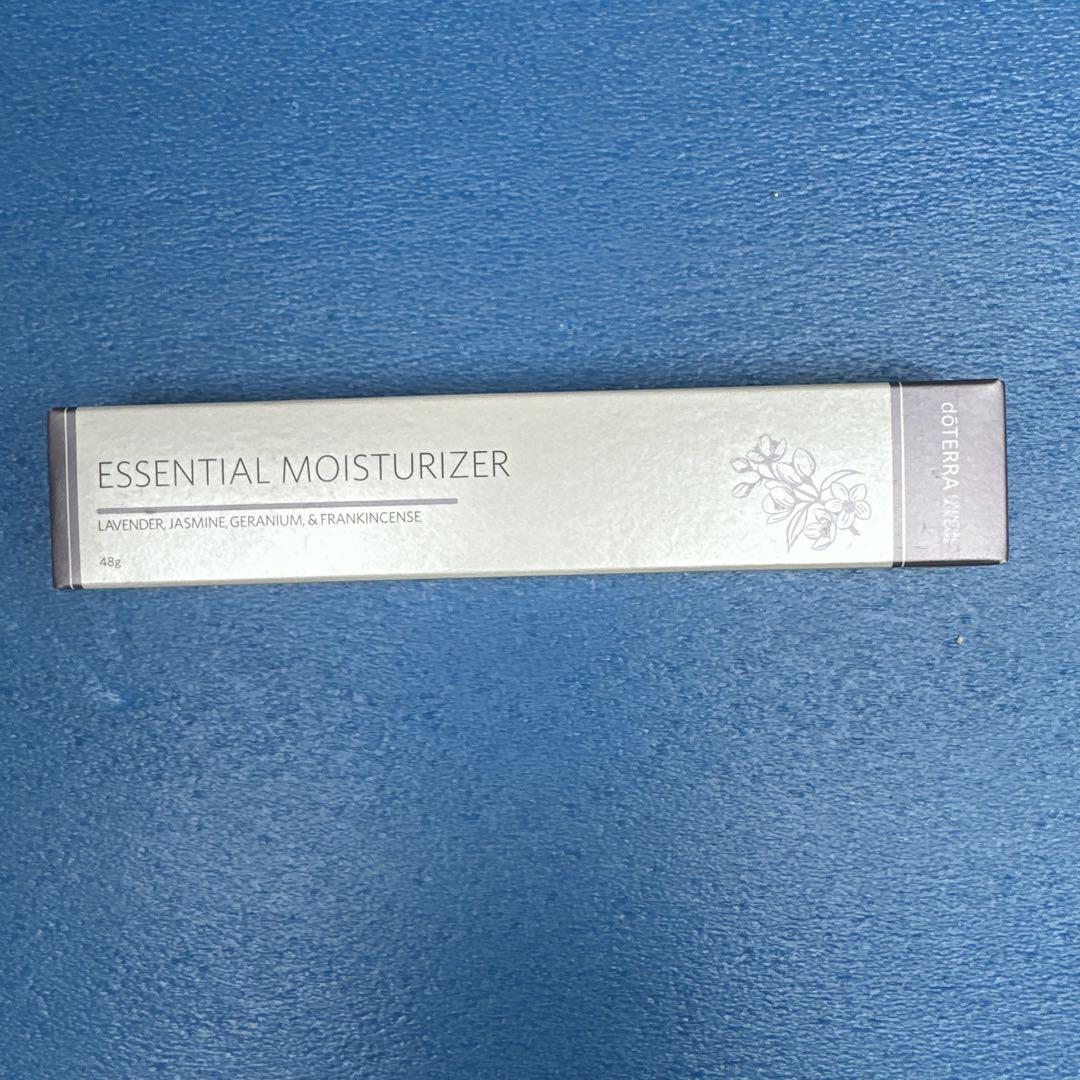 ESSENTIAL MOISTURIZER
LAVENDER, JASMINE, GERANIUM, & FRANKINCENSE
48g
dōTERRA